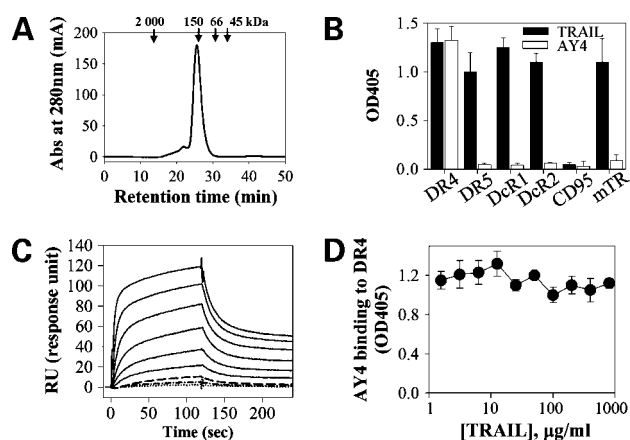 A
2 000 150 66 45 kDa
Abs at 280nm (mA)
200
150
100
50
0
0 10 20 30 40 50
Retention time (min)
B
TRAIL
AY4
OD405
1.5
1.0
0.5
0.0
DR4 DR5 DcR1 DcR2 CD95 mTR
C
RU (response unit)
140
120
100
80
60
40
20
0
0 50 100 150 200
Time (sec)
D
AY4 binding to DR4
(OD405)
1.2
0.6
0.0
1 10 100 1000
[TRAIL], μg/ml